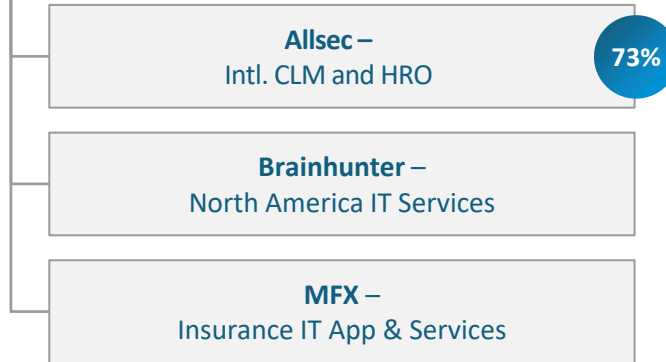 Allsec –
Intl. CLM and HRO
73%
Brainhunter –
North America IT Services
MFX –
Insurance IT App & Services